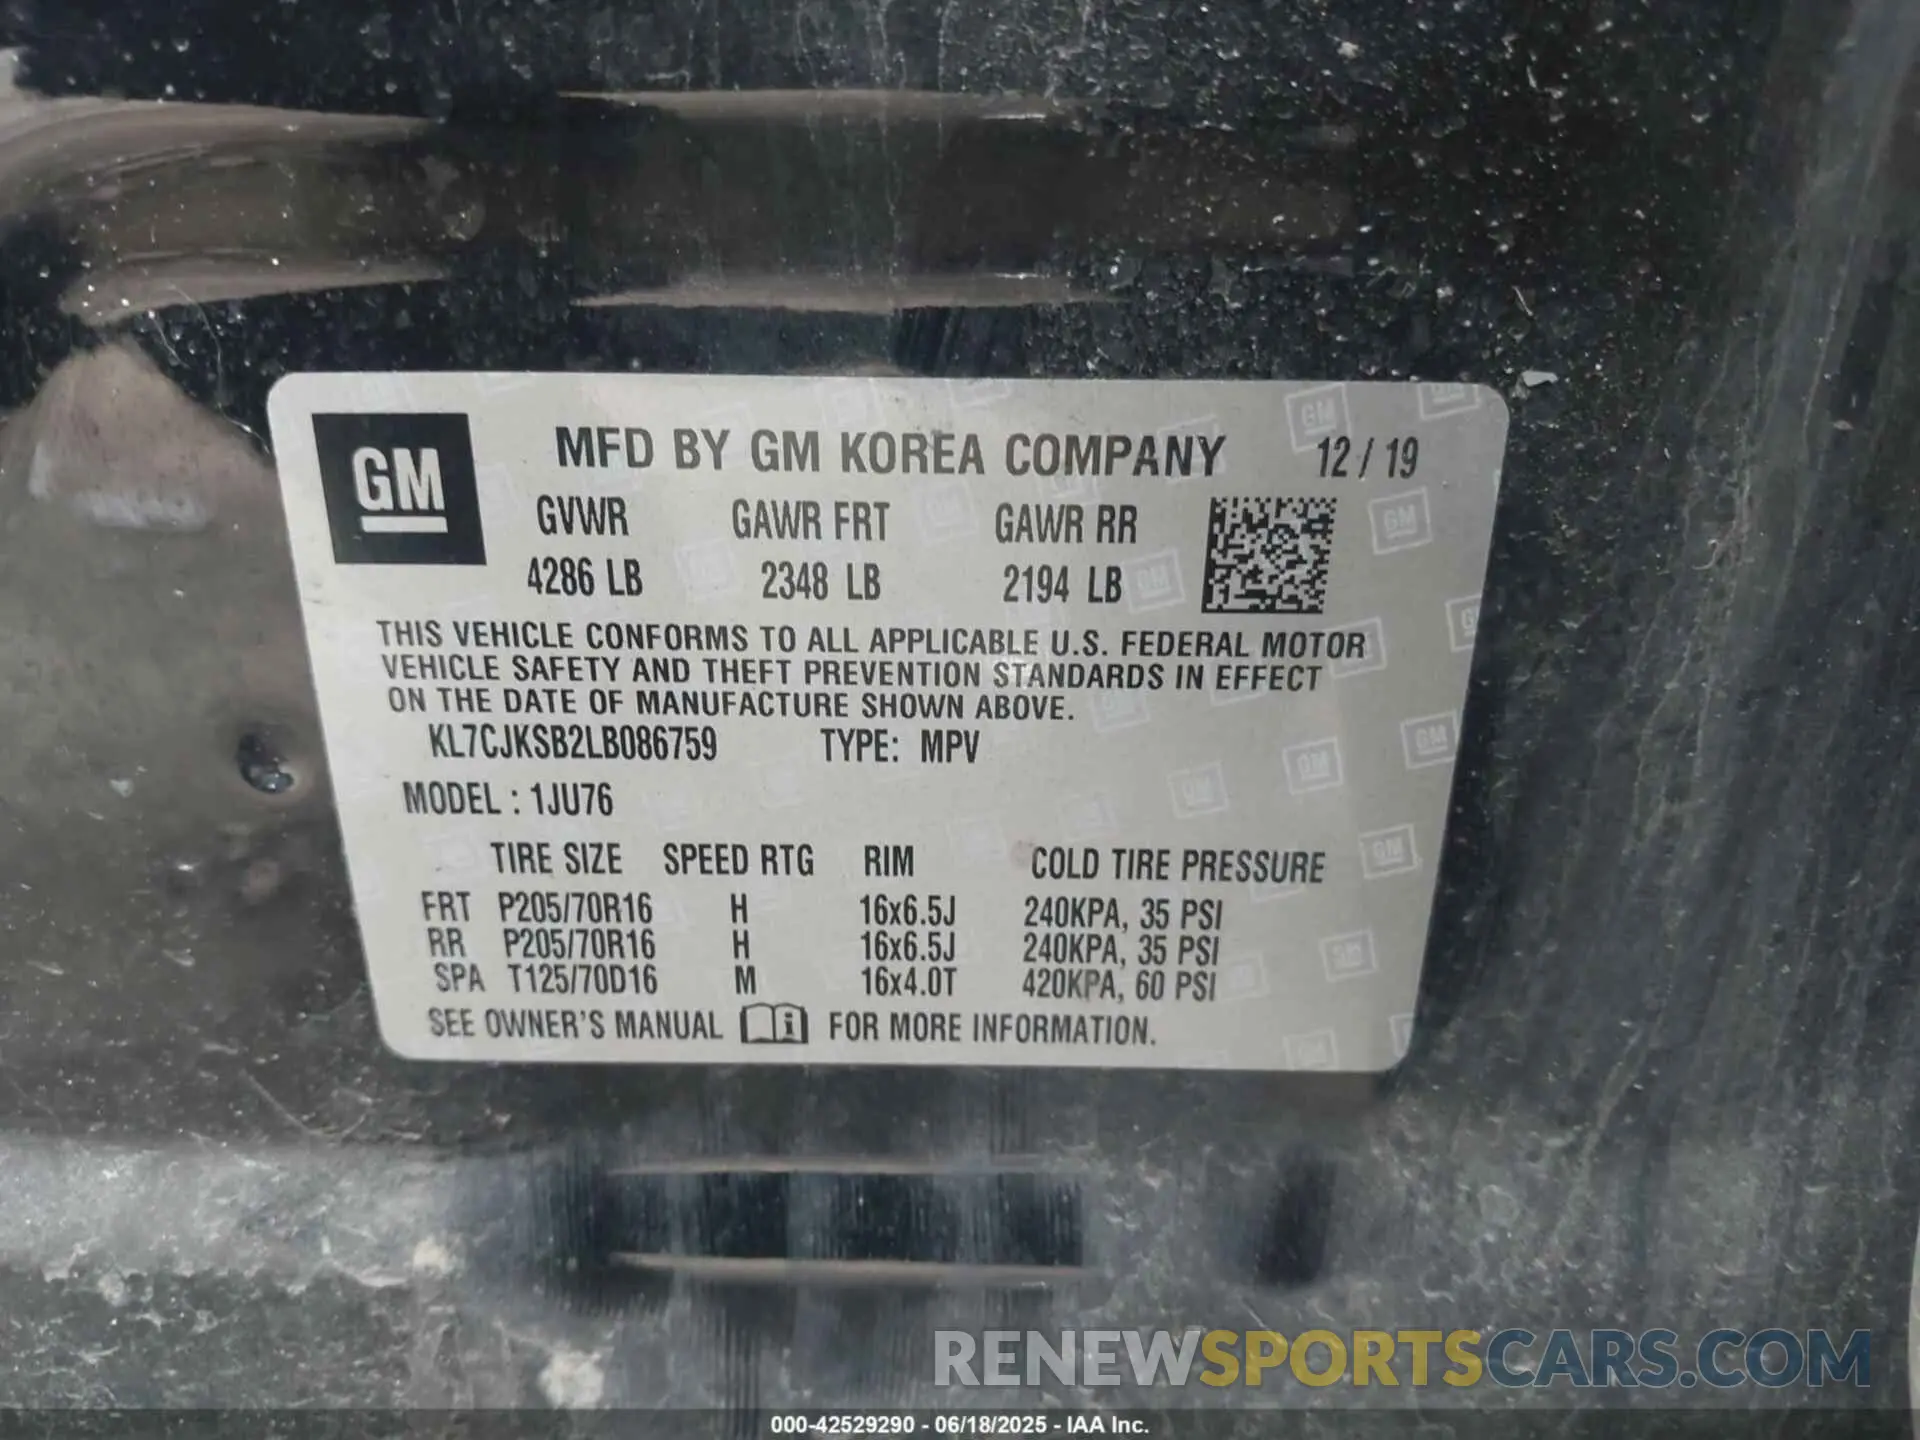 GM
MFD BY GM KOREA COMPANY 12 / 19
GVWR GAWR FRT GAWR RR
4286 LB 2348 LB 2194 LB
THIS VEHICLE CONFORMS TO ALL APPLICABLE U.S. FEDERAL MOTOR
VEHICLE SAFETY AND THEFT PREVENTION STANDARDS IN EFFECT
ON THE DATE OF MANUFACTURE SHOWN ABOVE.
KL7CJKSB2LB086759 TYPE: MPV
MODEL : 1JU76
TIRE SIZE SPEED RTG RIM COLD TIRE PRESSURE
FRT P205/70R16 H 16x6.5J 240KPA, 35 PSI
RR P205/70R16 H 16x6.5J 240KPA, 35 PSI
SPA T125/70D16 M 16x4.0T 420KPA, 60 PSI
SEE OWNER'S MANUAL i FOR MORE INFORMATION.
RENEWSPORTSCARS.COM
000-42529290 - 06/18/2025 - IAA Inc.